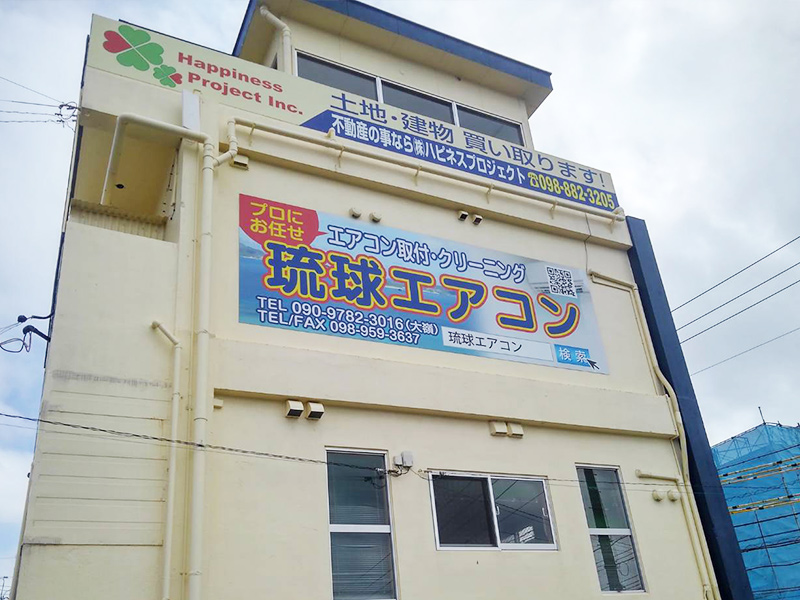 Happiness
Project Inc.
土地・建物 買い取ります!
不動産の事なら㈱ハピネスプロジェクト ☎098-882-3205
プロに
お任せ
エアコン取付・クリーニング
琉球エアコン
TEL 090-9782-3016(大嶺)
TEL/FAX 098-959-3637
琉球エアコン 検索